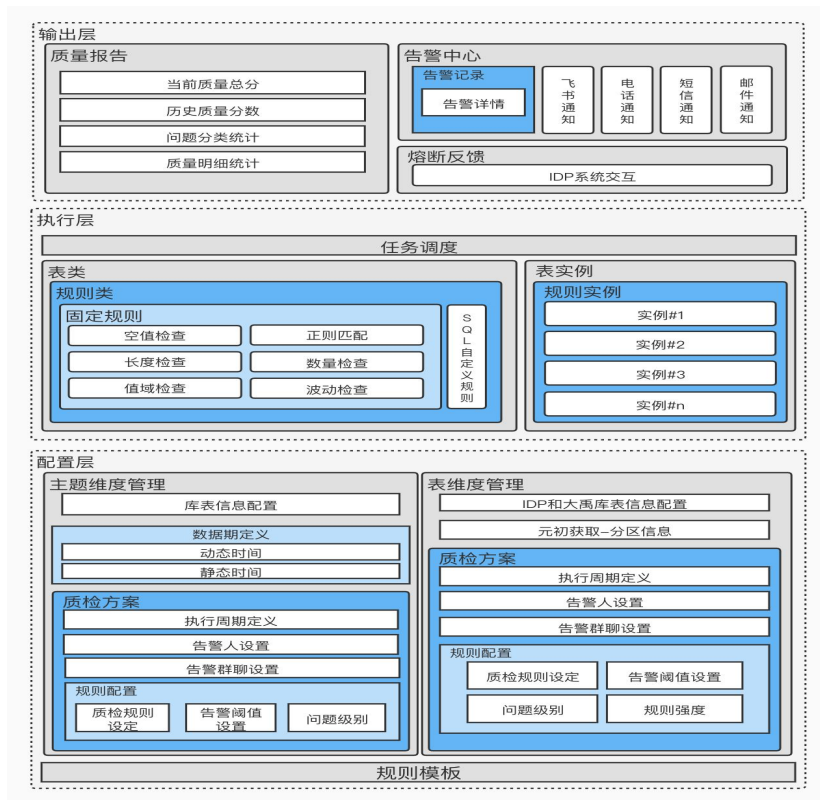 输出层
质量报告
当前质量总分
历史质量分数
问题分类统计
质量明细统计
告警中心
告警记录
告警详情
飞书通知
电话通知
短信通知
邮件通知
熔断反馈
IDP系统交互
执行层
任务调度
表类
规则类
固定规则
空值检查
正则匹配
长度检查
数量检查
值域检查
波动检查
SQL自定义规则
表实例
规则实例
实例#1
实例#2
实例#3
实例#n
配置层
主题维度管理
库表信息配置
数据期定义
动态时间
静态时间
质检方案
执行周期定义
告警人设置
告警群聊设置
规则配置
质检规则
设定
告警阈值
设置
问题级别
表维度管理
IDP和大禹库表信息配置
元初获取-分区信息
质检方案
执行周期定义
告警人设置
告警群聊设置
规则配置
质检规则设定
告警阈值设置
问题级别
规则强度
规则模板